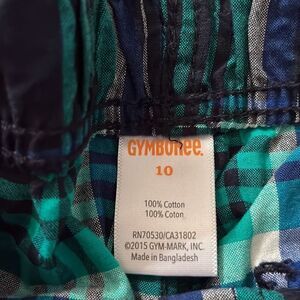 GYMBOREE.
10
100% Cotton
100% Coton
RN70530/CA31802
©2015 GYM-MARK, INC.
Made in Bangladesh